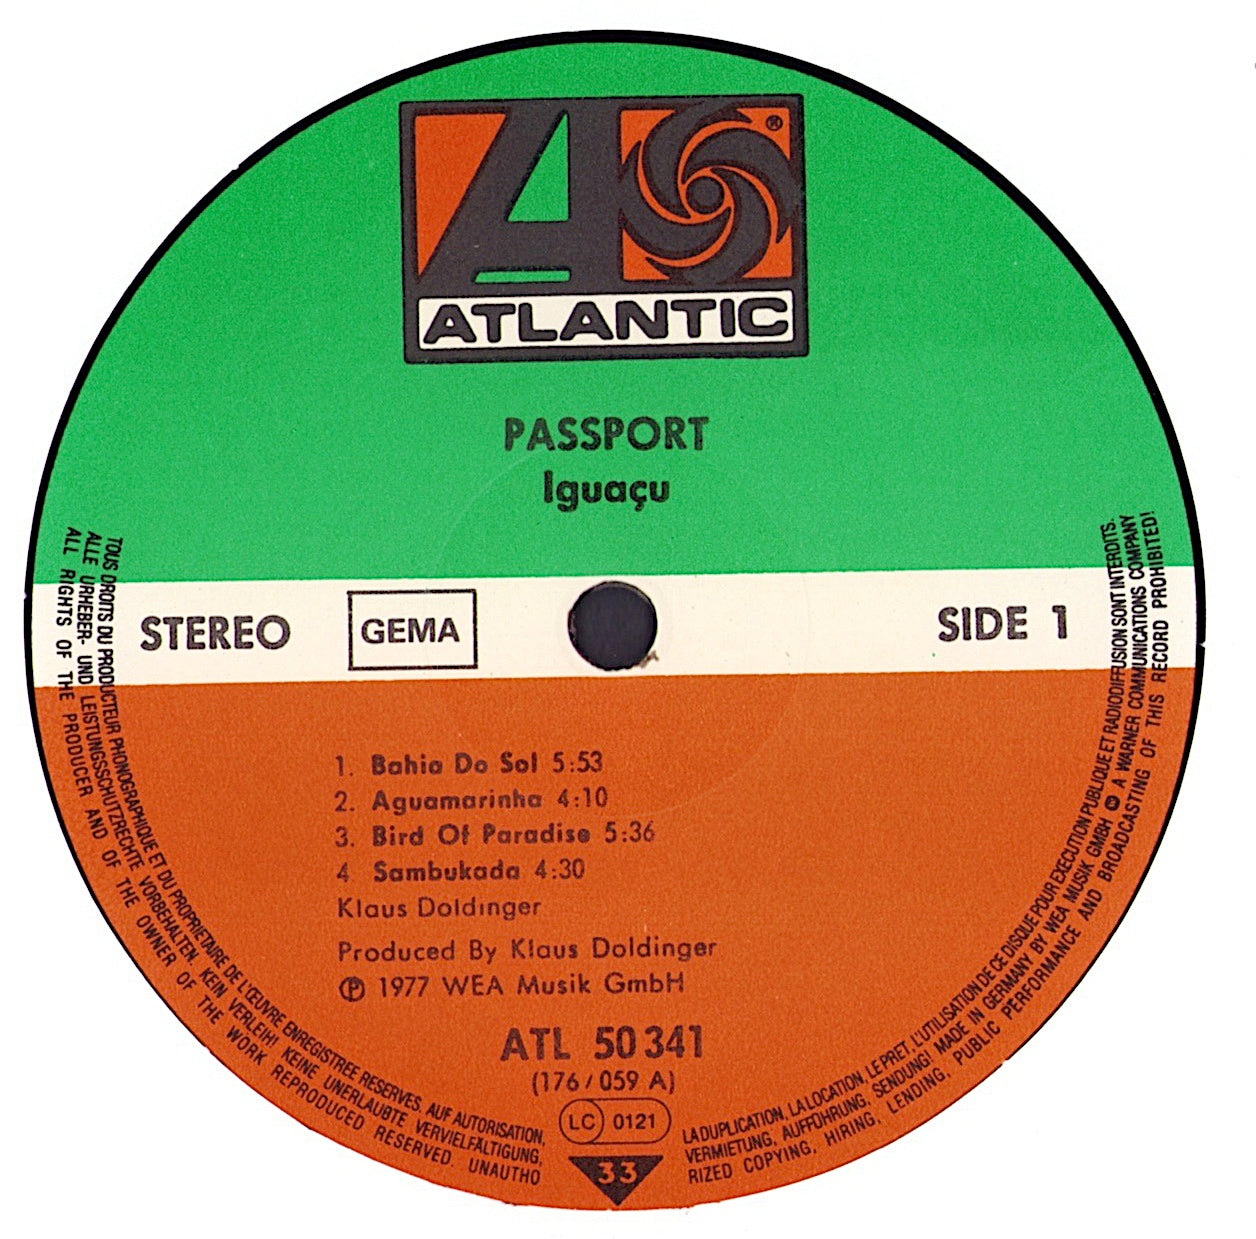 ATLANTIC
®
PASSPORT
Iguaçu
STEREO
GEMA
SIDE 1
1. Bahia Do Sol 5:53
2. Aguamarinha 4:10
3. Bird Of Paradise 5:36
4 Sambukada 4:30
Klaus Doldinger
Produced By Klaus Doldinger
℗ 1977 WEA Musik GmbH
ATL 50 341
(176/059 A)
LC 0121
33
TOUS DROITS DU PRODUCTEUR PHONOGRAPHIQUE ET DU PROPRIETAIRE DE L'ŒUVRE ENREGISTREE RESERVES. AUF AUTORISATION, LA DUPLICATION, LA LOCATION, LE PRET, L'UTILISATION DE CE DISQUE POUR EXECUTION PUBLIQUE ET RADIODIFFUSION SONT INTERDITS.
ALLE URHEBER- UND LEISTUNGSSCHUTZRECHTE VORBEHALTEN. KEIN VERLEIH! KEINE UNERLAUBTE VERVIELFÄLTIGUNG, VERMIETUNG, AUFFÜHRUNG, SENDUNG! MADE IN GERMANY BY WEA MUSIK GMBH A WARNER COMMUNICATIONS COMPANY
ALL RIGHTS OF THE PRODUCER AND OF THE OWNER OF THE WORK REPRODUCED RESERVED. UNAUTHORIZED COPYING, HIRING, LENDING, PUBLIC PERFORMANCE AND BROADCASTING OF THIS RECORD PROHIBITED!